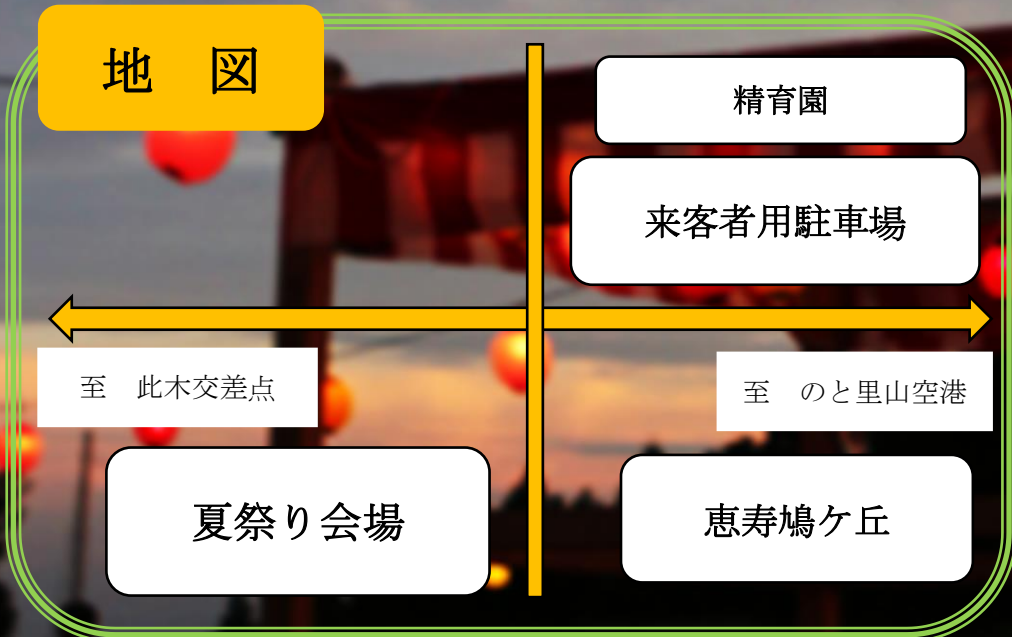 地　図
精育園
来客者用駐車場
至　此木交差点
至　のと里山空港
夏祭り会場
恵寿鳩ケ丘